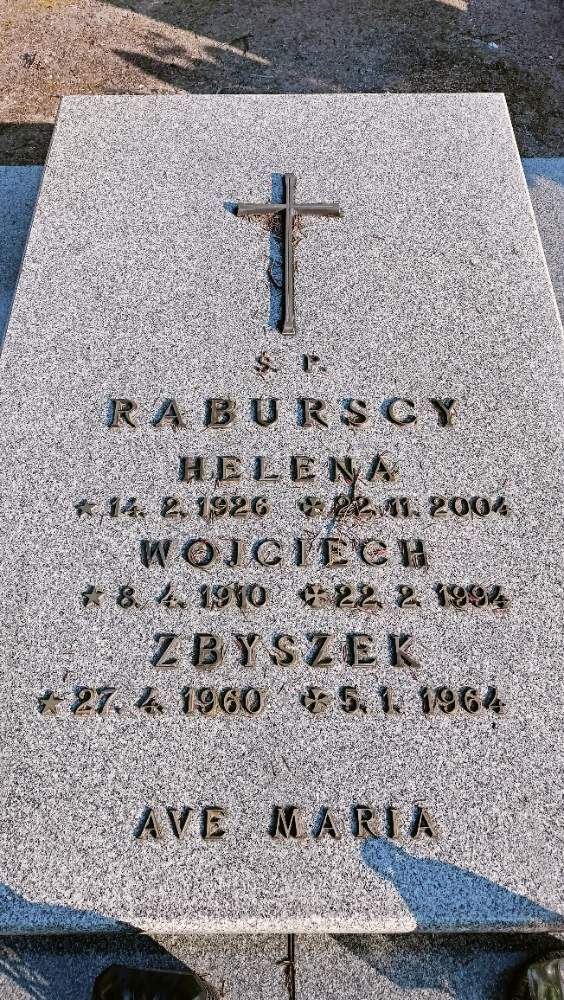 Ś. P.
RABURSCY
HELENA
★ 14. 2. 1926 ✠ 22. 11. 2004
WOJCIECH
★ 8. 4. 1910 ✠ 22. 2. 1994
ZBYSZEK
★ 27. 4. 1960 ✠ 5. 1. 1964
AVE MARIA